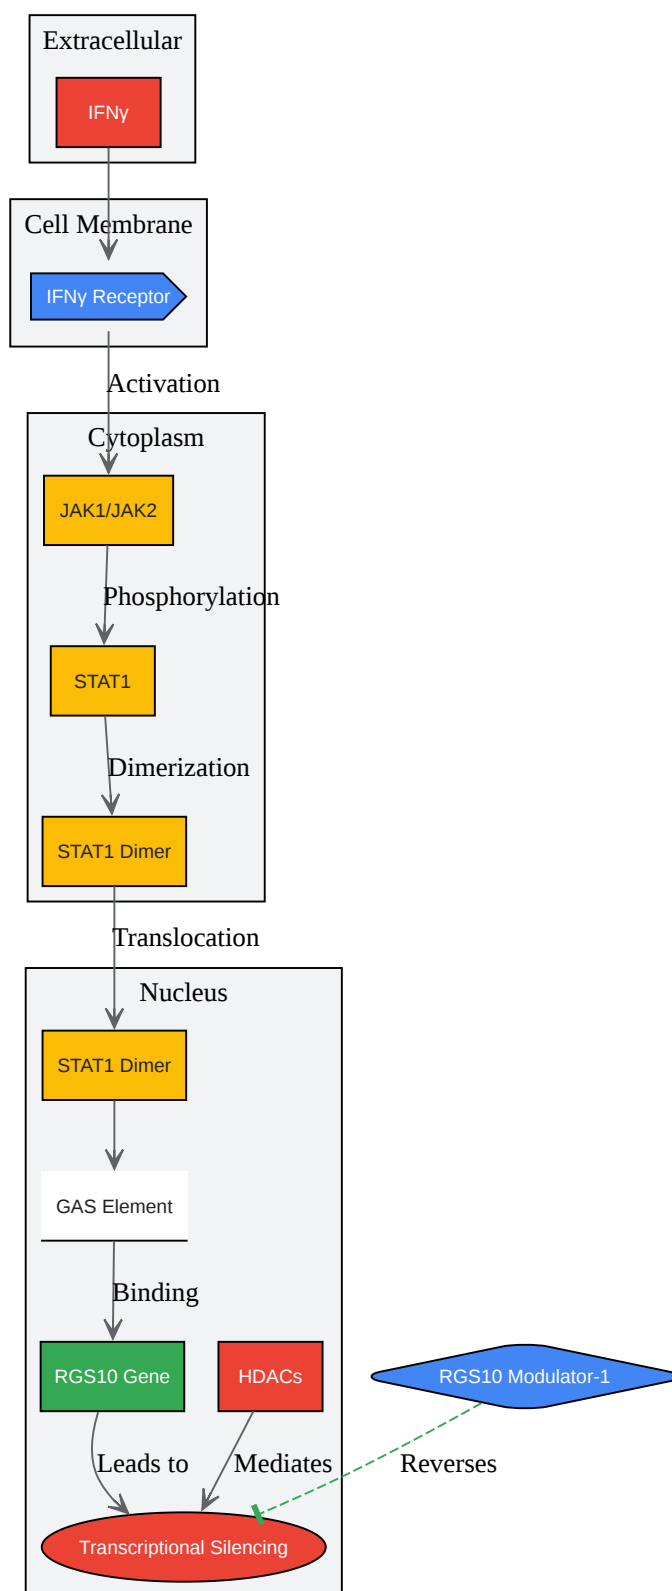 Extracellular
IFNγ
Cell Membrane
IFNγ Receptor
Activation
Cytoplasm
JAK1/JAK2
Phosphorylation
STAT1
Dimerization
STAT1 Dimer
Translocation
Nucleus
STAT1 Dimer
GAS Element
Binding
RGS10 Gene
HDACs
RGS10 Modulator-1
Leads to
Mediates
Reverses
Transcriptional Silencing